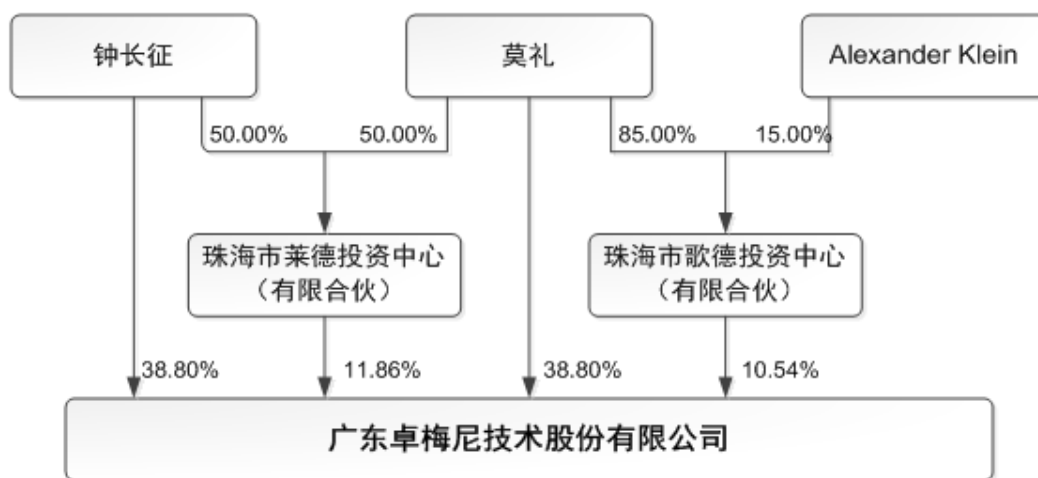 钟长征
莫礼
Alexander Klein
50.00%
50.00%
85.00%
15.00%
珠海市莱德投资中心
（有限合伙）
珠海市歌德投资中心
（有限合伙）
38.80%
11.86%
38.80%
10.54%
广东卓梅尼技术股份有限公司